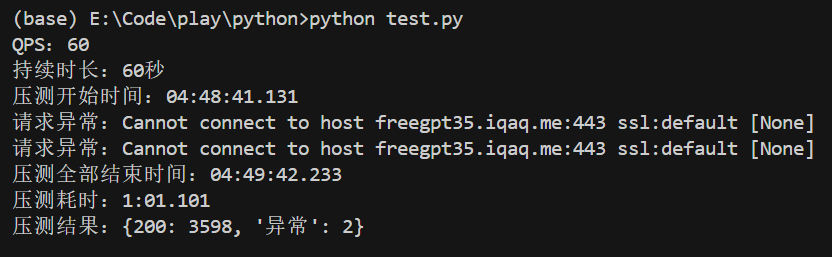 (base) E:\Code\play\python>python test.py
QPS：60
持续时长：60秒
压测开始时间：04:48:41.131
请求异常：Cannot connect to host freegpt35.iqaq.me:443 ssl:default [None]
请求异常：Cannot connect to host freegpt35.iqaq.me:443 ssl:default [None]
压测全部结束时间：04:49:42.233
压测耗时：1:01.101
压测结果：{200: 3598, '异常': 2}